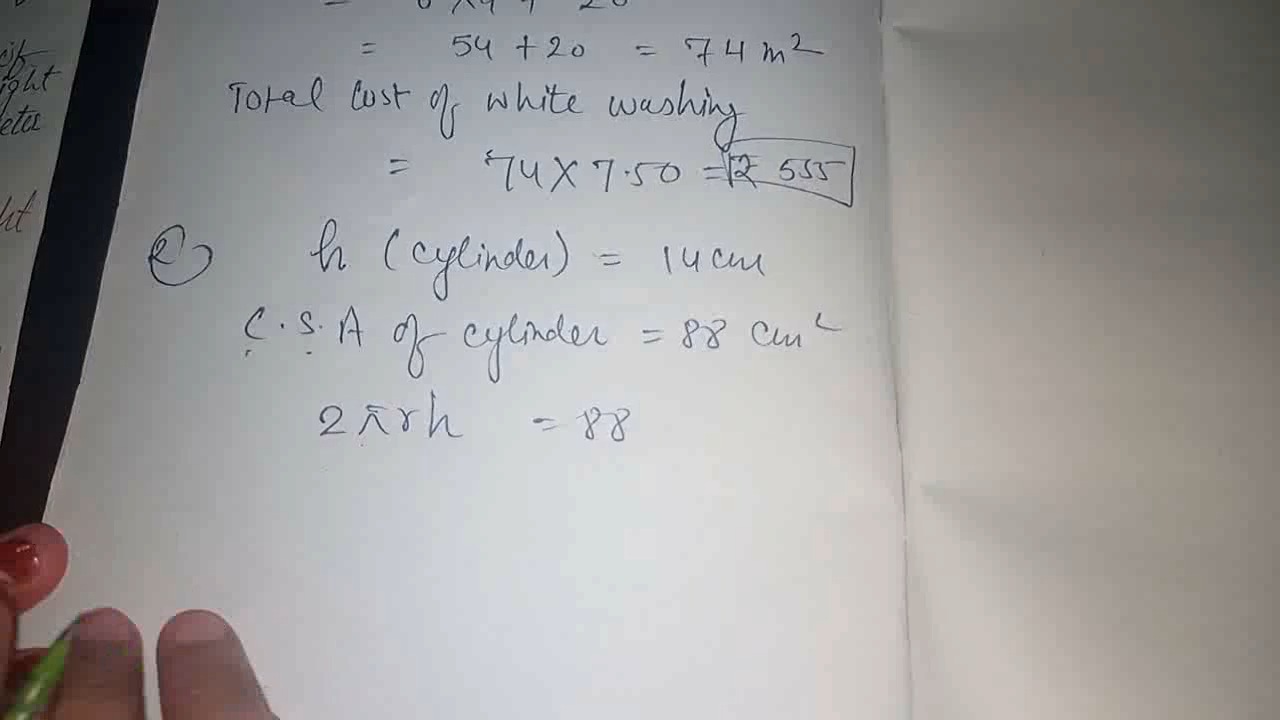 = 54 + 20 = 74 m²
Total Cost of white washing
= 74 × 7.50 = ₹ 555
2) h (cylinder) = 14 cm
C.S.A of cylinder = 88 cm²
2πrh = 88